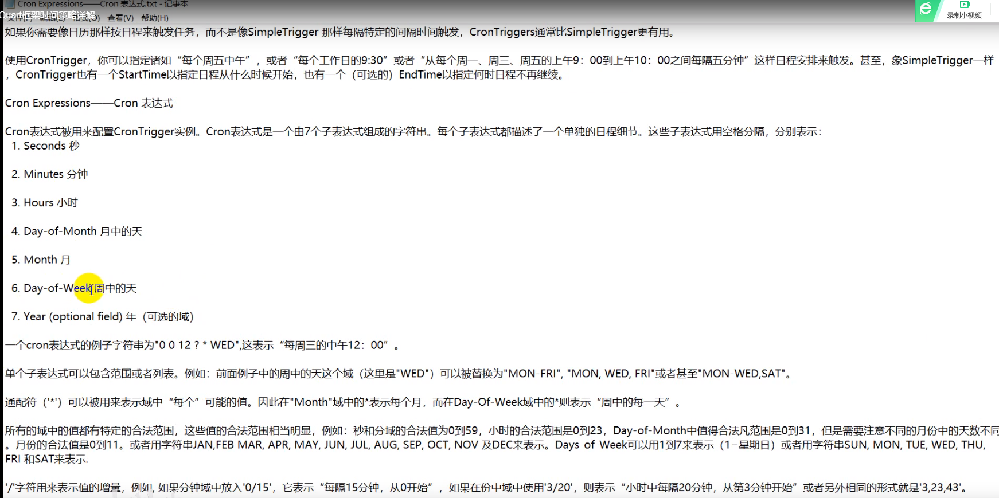 Cron Expressions——Cron 表达式.txt - 记事本
Quart框架时间策略详解
文件(F) 编辑(E) 格式(O) 查看(V) 帮助(H)
录制小视频
如果你需要像日历那样按日程来触发任务，而不是像SimpleTrigger 那样每隔特定的间隔时间触发，CronTriggers通常比SimpleTrigger更有用。
使用CronTrigger，你可以指定诸如“每个周五中午”，或者“每个工作日的9:30”或者“从每个周一、周三、周五的上午9：00到上午10：00之间每隔五分钟”这样日程安排来触发。甚至，象SimpleTrigger一样
，CronTrigger也有一个StartTime以指定日程从什么时候开始，也有一个（可选的）EndTime以指定何时日程不再继续。
Cron Expressions——Cron 表达式
Cron表达式被用来配置CronTrigger实例。Cron表达式是一个由7个子表达式组成的字符串。每个子表达式都描述了一个单独的日程细节。这些子表达式用空格分隔，分别表示：
1. Seconds 秒
2. Minutes 分钟
3. Hours 小时
4. Day-of-Month 月中的天
5. Month 月
6. Day-of-Week 周中的天
7. Year (optional field) 年（可选的域）
一个cron表达式的例子字符串为"0 0 12 ? * WED",这表示“每周三的中午12：00”。
单个子表达式可以包含范围或者列表。例如：前面例子中的周中的天这个域（这里是"WED"）可以被替换为"MON-FRI", "MON, WED, FRI"或者甚至"MON-WED,SAT"。
通配符（'*'）可以被用来表示域中“每个”可能的值。因此在"Month"域中的*表示每个月，而在Day-Of-Week域中的*则表示“周中的每一天”。
所有的域中的值都有特定的合法范围，这些值的合法范围相当明显，例如：秒和分域的合法值为0到59，小时的合法范围是0到23，Day-of-Month中值得合法凡范围是0到31，但是需要注意不同的月份中的天数不同
。月份的合法值是0到11。或者用字符串JAN,FEB MAR, APR, MAY, JUN, JUL, AUG, SEP, OCT, NOV 及DEC来表示。Days-of-Week可以用1到7来表示（1=星期日）或者用字符串SUN, MON, TUE, WED, THU,
FRI 和SAT来表示.
'/'字符用来表示值的增量，例如, 如果分钟域中放入'0/15'，它表示“每隔15分钟，从0开始”，如果在份中域中使用'3/20'，则表示“小时中每隔20分钟，从第3分钟开始”或者另外相同的形式就是'3,23,43'。